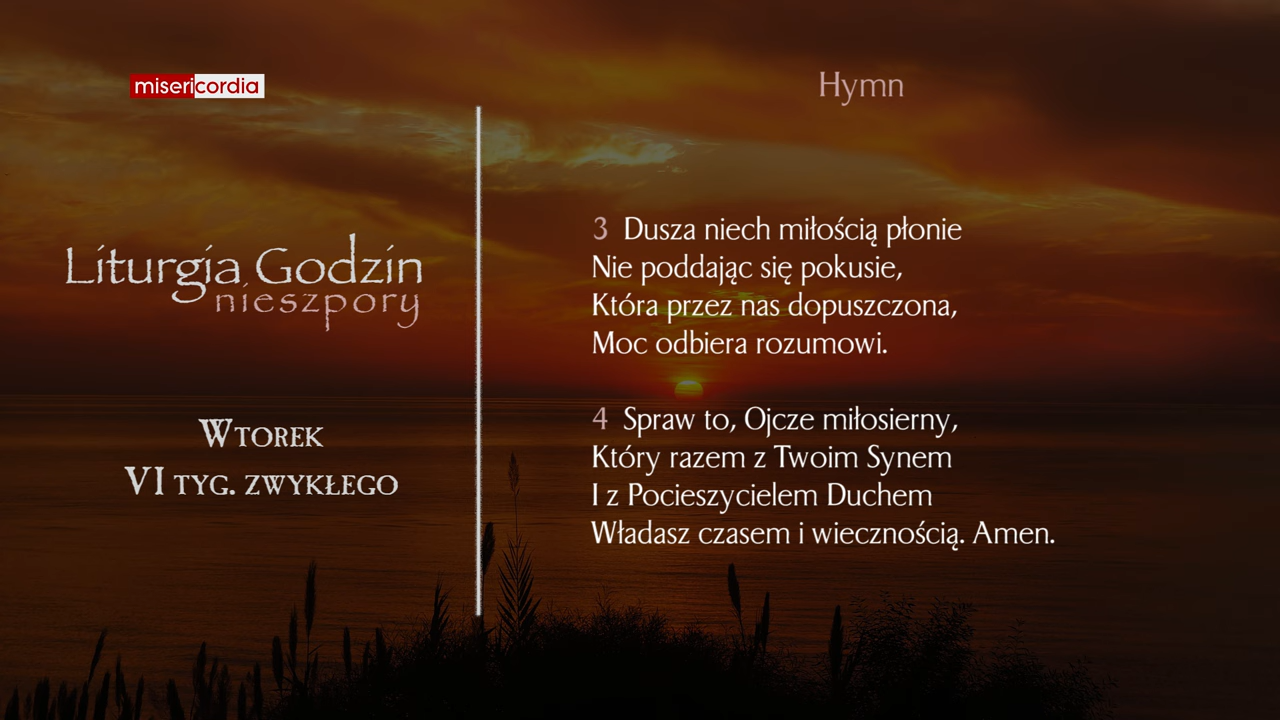 misericordia
Liturgia Godzin
nieszpory
Wtorek
VI tyg. zwykłego
Hymn
3 Dusza niech miłością płonie
Nie poddając się pokusie,
Która przez nas dopuszczona,
Moc odbiera rozumowi.
4 Spraw to, Ojcze miłosierny,
Który razem z Twoim Synem
I z Pocieszycielem Duchem
Władasz czasem i wiecznością. Amen.